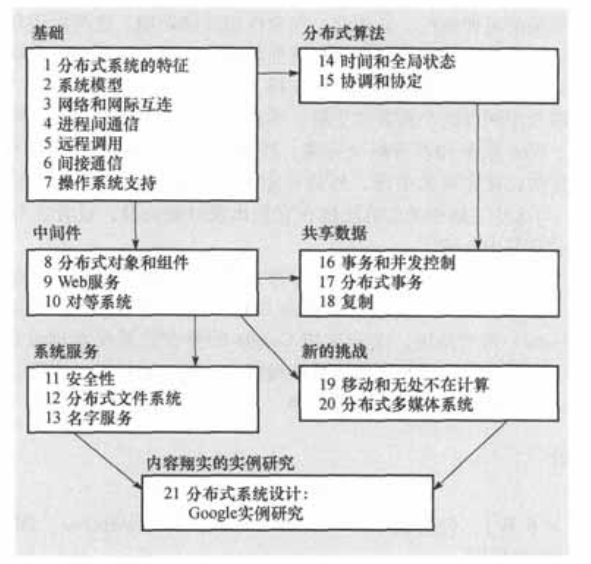 基础
1 分布式系统的特征
2 系统模型
3 网络和网际互连
4 进程间通信
5 远程调用
6 间接通信
7 操作系统支持
分布式算法
14 时间和全局状态
15 协调和协定
中间件
8 分布式对象和组件
9 Web服务
10 对等系统
共享数据
16 事务和并发控制
17 分布式事务
18 复制
系统服务
11 安全性
12 分布式文件系统
13 名字服务
新的挑战
19 移动和无处不在计算
20 分布式多媒体系统
内容翔实的实例研究
21 分布式系统设计：
Google实例研究